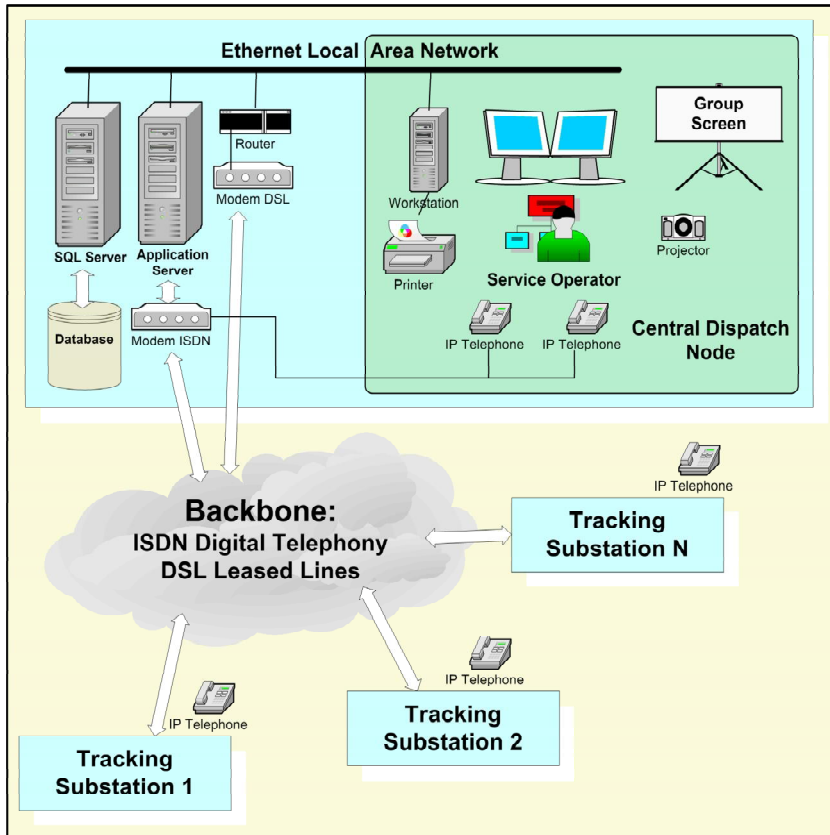 Ethernet Local Area Network
Group
Screen
Router
Modem DSL
Workstation
SQL Server
Application
Server
Printer
Service Operator
Projector
Database
Modem ISDN
IP Telephone
IP Telephone
Central Dispatch
Node
IP Telephone
Backbone:
ISDN Digital Telephony
DSL Leased Lines
Tracking
Substation N
IP Telephone
Tracking
Substation 2
IP Telephone
Tracking
Substation 1